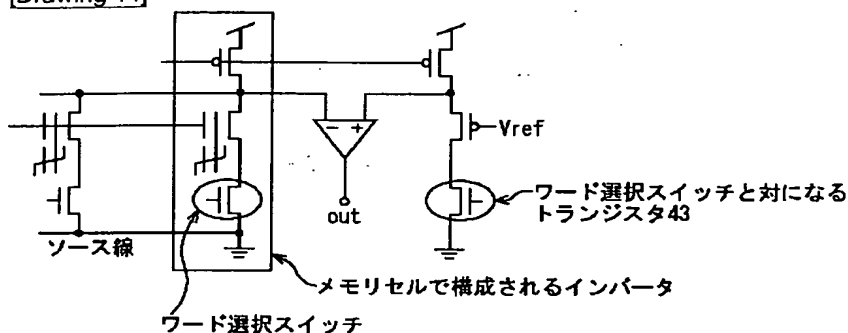 Vref
ワード選択スイッチと対になる
トランジスタ43
out
ソース線
メモリセルで構成されるインバータ
ワード選択スイッチ